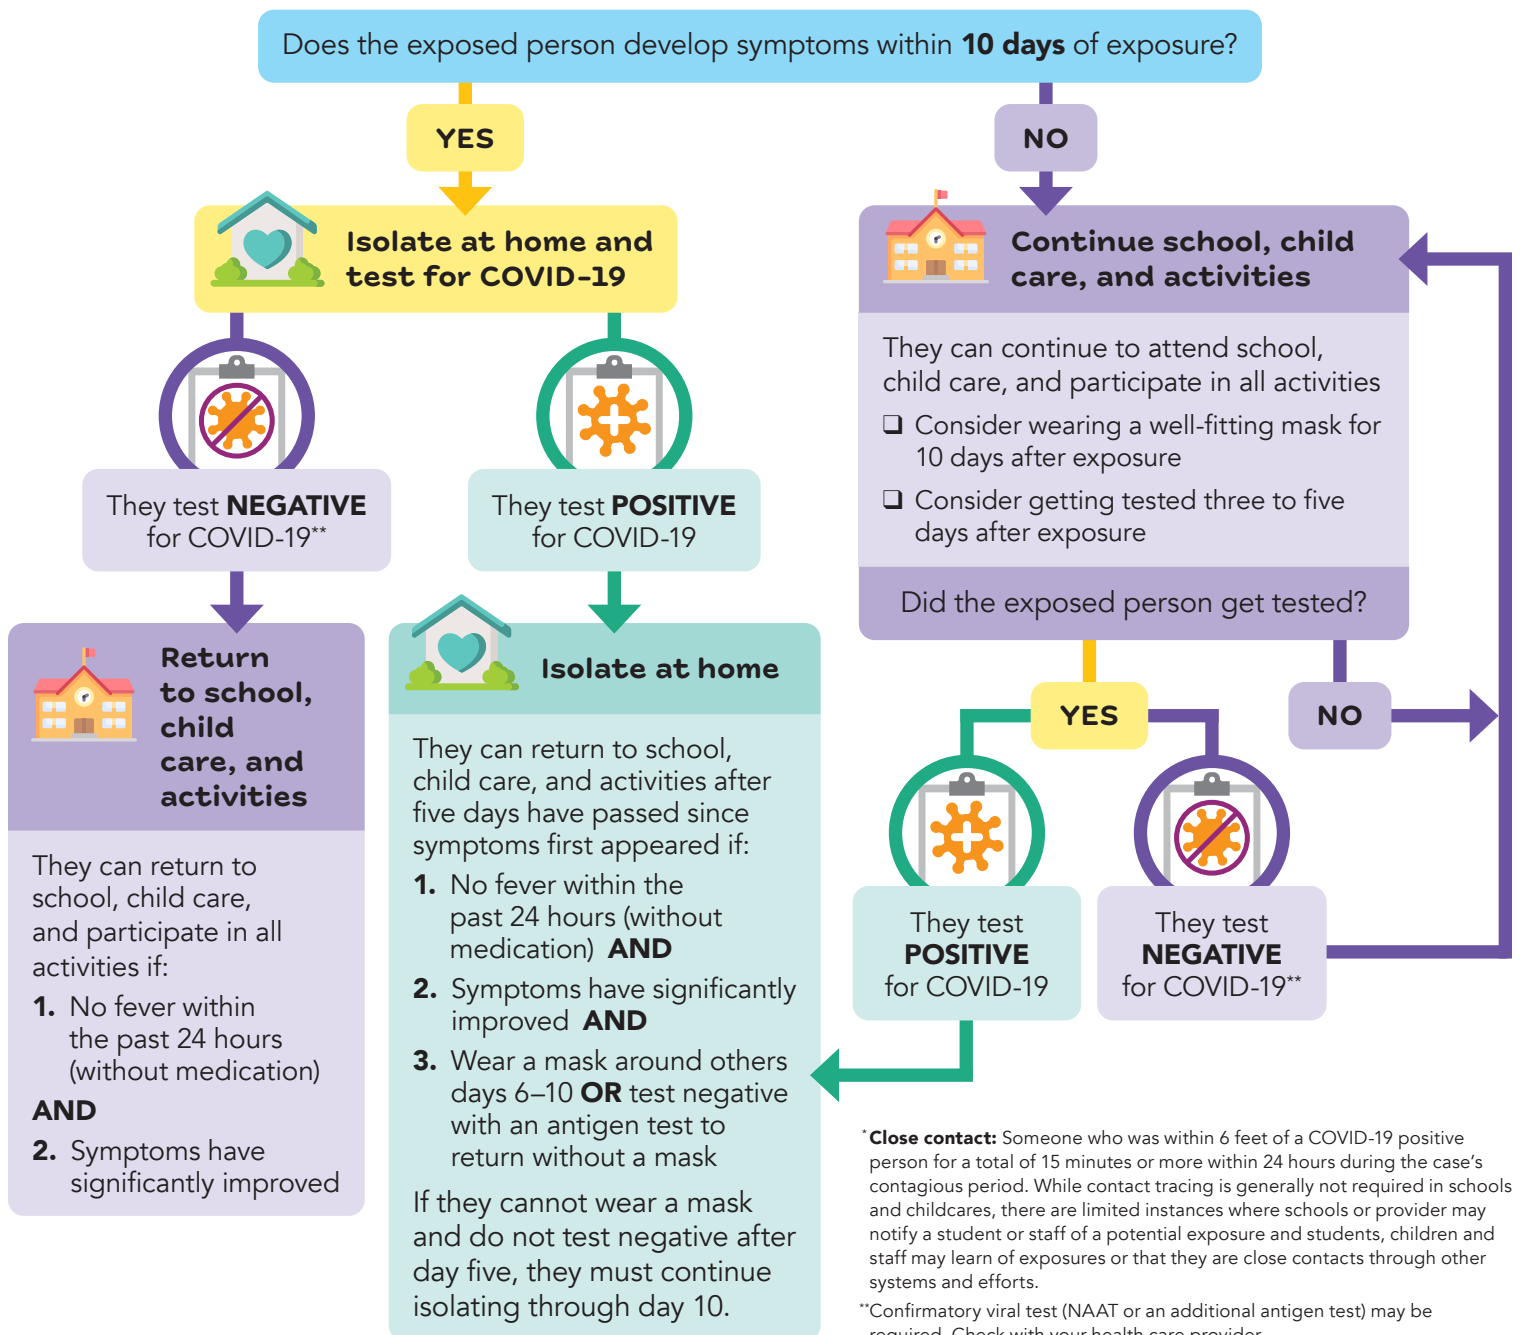 Does the exposed person develop symptoms within 10 days of exposure?
YES
NO
Isolate at home and
test for COVID-19
Continue school, child
care, and activities
They can continue to attend school,
child care, and participate in all activities
❑ Consider wearing a well-fitting mask for
10 days after exposure
❑ Consider getting tested three to five
days after exposure
Did the exposed person get tested?
They test NEGATIVE
for COVID-19**
They test POSITIVE
for COVID-19
Return
to school,
child
care, and
activities
They can return to
school, child care,
and participate in all
activities if:
1. No fever within
the past 24 hours
(without medication)
AND
2. Symptoms have
significantly improved
Isolate at home
They can return to school,
child care, and activities after
five days have passed since
symptoms first appeared if:
1. No fever within the
past 24 hours (without
medication) AND
2. Symptoms have significantly
improved AND
3. Wear a mask around others
days 6–10 OR test negative
with an antigen test to
return without a mask
If they cannot wear a mask
and do not test negative after
day five, they must continue
isolating through day 10.
YES
NO
They test
POSITIVE
for COVID-19
They test
NEGATIVE
for COVID-19**
*Close contact: Someone who was within 6 feet of a COVID-19 positive
person for a total of 15 minutes or more within 24 hours during the case's
contagious period. While contact tracing is generally not required in schools
and childcares, there are limited instances where schools or provider may
notify a student or staff of a potential exposure and students, children and
staff may learn of exposures or that they are close contacts through other
systems and efforts.
**Confirmatory viral test (NAAT or an additional antigen test) may be
required. Check with your health care provider